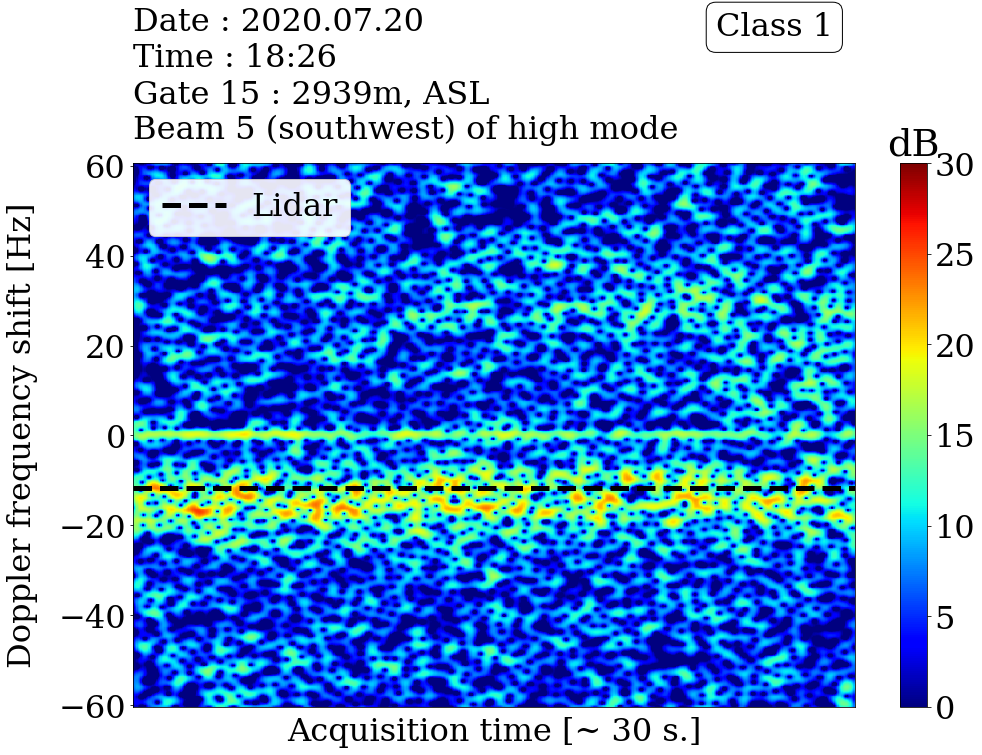 Date : 2020.07.20
Time : 18:26
Gate 15 : 2939m, ASL
Beam 5 (southwest) of high mode
Class 1
dB
Lidar
Doppler frequency shift [Hz]
60
40
20
0
−20
−40
−60
Acquisition time [~ 30 s.]
30
25
20
15
10
5
0